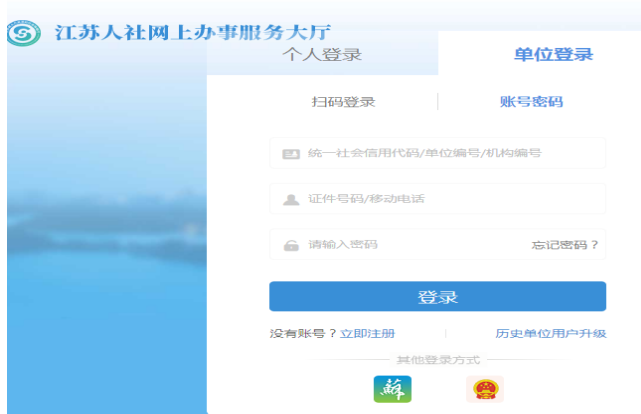 江苏人社网上办事服务大厅
个人登录 单位登录
扫码登录 账号密码
统一社会信用代码/单位编号/机构编号
证件号码/移动电话
请输入密码 忘记密码？
登录
没有账号？立即注册 历史单位用户升级
其他登录方式
蘇